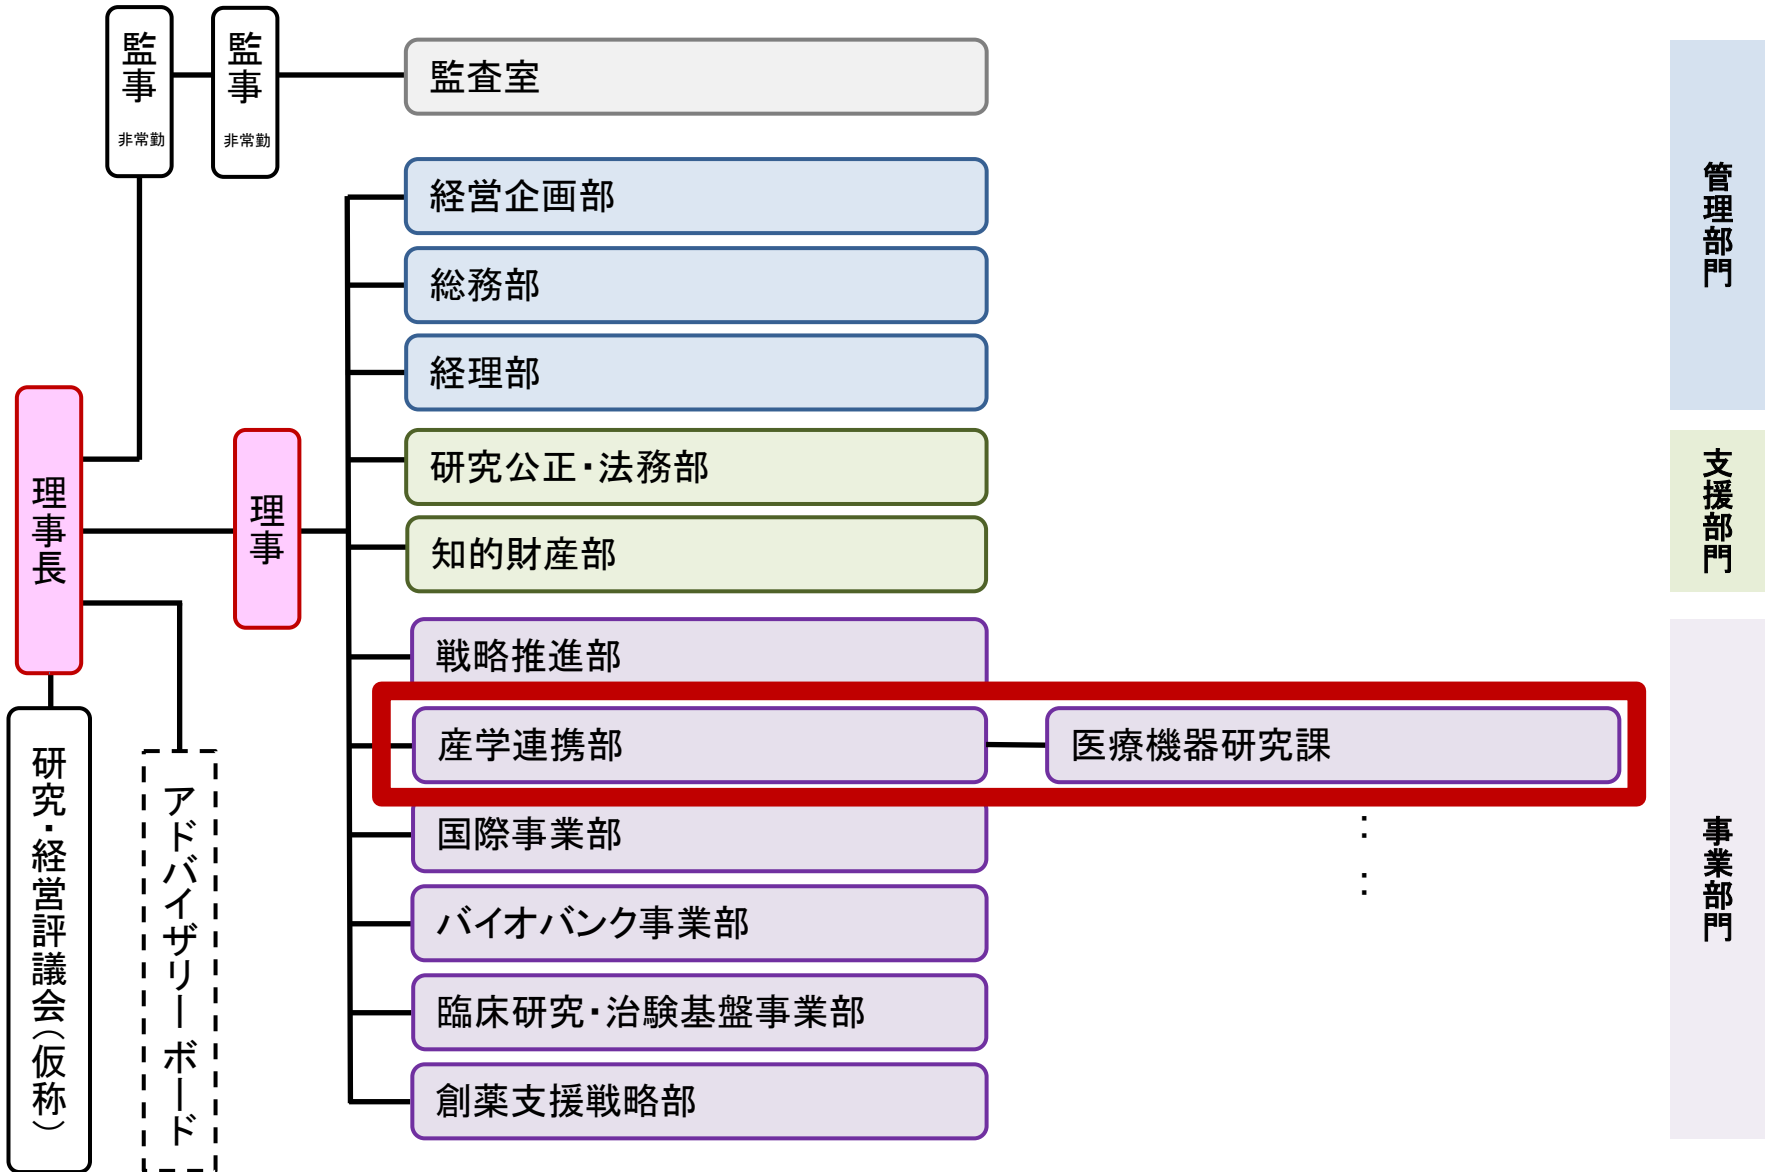 監事
非常勤
監事
非常勤
監査室
経営企画部
総務部
経理部
研究公正・法務部
知的財産部
戦略推進部
産学連携部
医療機器研究課
国際事業部
バイオバンク事業部
臨床研究・治験基盤事業部
創薬支援戦略部
理事長
理事
研究・経営評議会（仮称）
アドバイザリーボード
：
：
管理部門
支援部門
事業部門